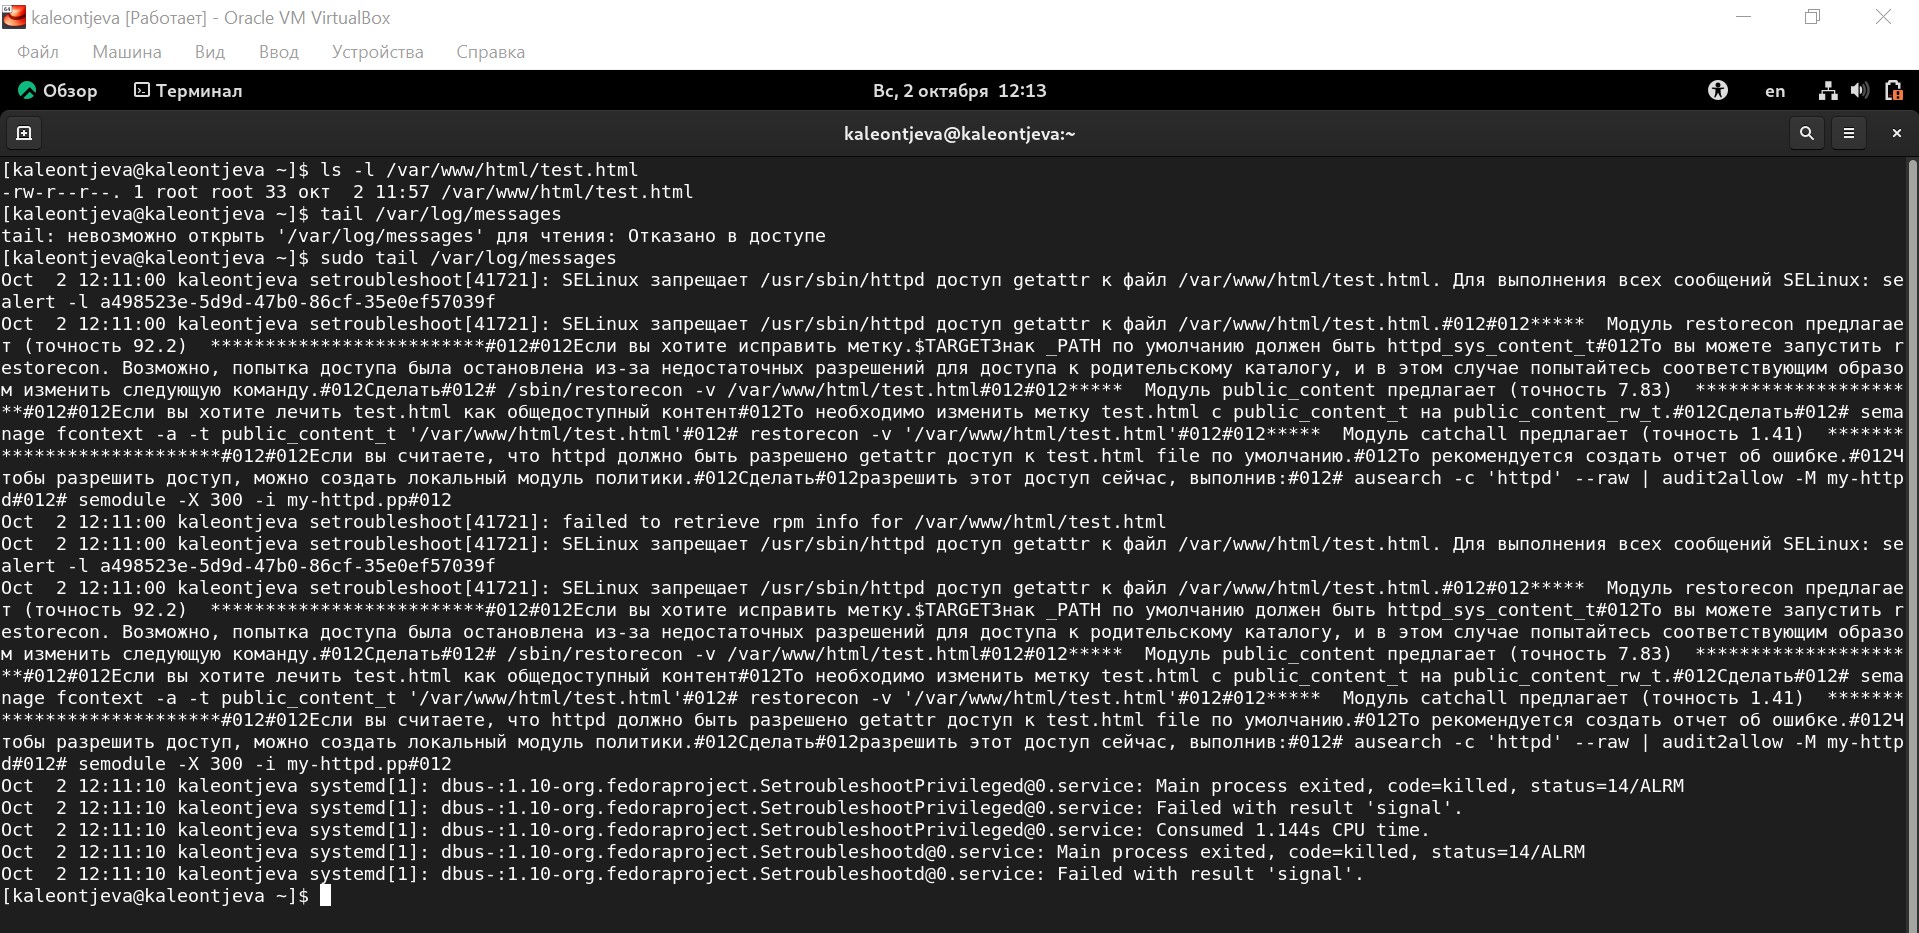 kaleontjeva [Работает] - Oracle VM VirtualBox
Файл Машина Вид Ввод Устройства Справка
Обзор Терминал Вс, 2 октября 12:13 en
kaleontjeva@kaleontjeva:~
[kaleontjeva@kaleontjeva ~]$ ls -l /var/www/html/test.html
-rw-r--r--. 1 root root 33 окт  2 11:57 /var/www/html/test.html
[kaleontjeva@kaleontjeva ~]$ tail /var/log/messages
tail: невозможно открыть '/var/log/messages' для чтения: Отказано в доступе
[kaleontjeva@kaleontjeva ~]$ sudo tail /var/log/messages
Oct  2 12:11:00 kaleontjeva setroubleshoot[41721]: SELinux запрещает /usr/sbin/httpd доступ getattr к файл /var/www/html/test.html. Для выполнения всех сообщений SELinux: se
alert -l a498523e-5d9d-47b0-86cf-35e0ef57039f
Oct  2 12:11:00 kaleontjeva setroubleshoot[41721]: SELinux запрещает /usr/sbin/httpd доступ getattr к файл /var/www/html/test.html.#012#012*****  Модуль restorecon предлагае
т (точность 92.2)  *************************#012#012Если вы хотите исправить метку.$TARGETЗнак _PATH по умолчанию должен быть httpd_sys_content_t#012То вы можете запустить r
estorecon. Возможно, попытка доступа была остановлена из-за недостаточных разрешений для доступа к родительскому каталогу, и в этом случае попытайтесь соответствующим образо
м изменить следующую команду.#012Сделать#012# /sbin/restorecon -v /var/www/html/test.html#012#012*****  Модуль public_content предлагает (точность 7.83)  *******************
**#012#012Если вы хотите лечить test.html как общедоступный контент#012То необходимо изменить метку test.html с public_content_t на public_content_rw_t.#012Сделать#012# sema
nage fcontext -a -t public_content_t '/var/www/html/test.html'#012# restorecon -v '/var/www/html/test.html'#012#012*****  Модуль catchall предлагает (точность 1.41)  *******
********************#012#012Если вы считаете, что httpd должно быть разрешено getattr доступ к test.html file по умолчанию.#012То рекомендуется создать отчет об ошибке.#012Ч
тобы разрешить доступ, можно создать локальный модуль политики.#012Сделать#012разрешить этот доступ сейчас, выполнив:#012# ausearch -c 'httpd' --raw | audit2allow -M my-http
d#012# semodule -X 300 -i my-httpd.pp#012
Oct  2 12:11:00 kaleontjeva setroubleshoot[41721]: failed to retrieve rpm info for /var/www/html/test.html
Oct  2 12:11:00 kaleontjeva setroubleshoot[41721]: SELinux запрещает /usr/sbin/httpd доступ getattr к файл /var/www/html/test.html. Для выполнения всех сообщений SELinux: se
alert -l a498523e-5d9d-47b0-86cf-35e0ef57039f
Oct  2 12:11:00 kaleontjeva setroubleshoot[41721]: SELinux запрещает /usr/sbin/httpd доступ getattr к файл /var/www/html/test.html.#012#012*****  Модуль restorecon предлагае
т (точность 92.2)  *************************#012#012Если вы хотите исправить метку.$TARGETЗнак _PATH по умолчанию должен быть httpd_sys_content_t#012То вы можете запустить r
estorecon. Возможно, попытка доступа была остановлена из-за недостаточных разрешений для доступа к родительскому каталогу, и в этом случае попытайтесь соответствующим образо
м изменить следующую команду.#012Сделать#012# /sbin/restorecon -v /var/www/html/test.html#012#012*****  Модуль public_content предлагает (точность 7.83)  *******************
**#012#012Если вы хотите лечить test.html как общедоступный контент#012То необходимо изменить метку test.html с public_content_t на public_content_rw_t.#012Сделать#012# sema
nage fcontext -a -t public_content_t '/var/www/html/test.html'#012# restorecon -v '/var/www/html/test.html'#012#012*****  Модуль catchall предлагает (точность 1.41)  *******
********************#012#012Если вы считаете, что httpd должно быть разрешено getattr доступ к test.html file по умолчанию.#012То рекомендуется создать отчет об ошибке.#012Ч
тобы разрешить доступ, можно создать локальный модуль политики.#012Сделать#012разрешить этот доступ сейчас, выполнив:#012# ausearch -c 'httpd' --raw | audit2allow -M my-http
d#012# semodule -X 300 -i my-httpd.pp#012
Oct  2 12:11:10 kaleontjeva systemd[1]: dbus-:1.10-org.fedoraproject.SetroubleshootPrivileged@0.service: Main process exited, code=killed, status=14/ALRM
Oct  2 12:11:10 kaleontjeva systemd[1]: dbus-:1.10-org.fedoraproject.SetroubleshootPrivileged@0.service: Failed with result 'signal'.
Oct  2 12:11:10 kaleontjeva systemd[1]: dbus-:1.10-org.fedoraproject.SetroubleshootPrivileged@0.service: Consumed 1.144s CPU time.
Oct  2 12:11:10 kaleontjeva systemd[1]: dbus-:1.10-org.fedoraproject.Setroubleshootd@0.service: Main process exited, code=killed, status=14/ALRM
Oct  2 12:11:10 kaleontjeva systemd[1]: dbus-:1.10-org.fedoraproject.Setroubleshootd@0.service: Failed with result 'signal'.
[kaleontjeva@kaleontjeva ~]$